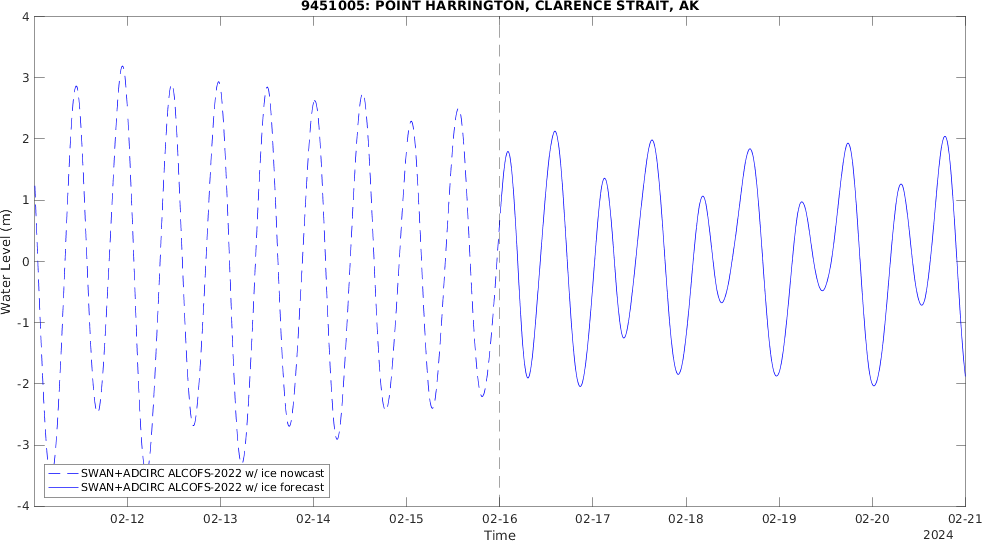 9451005: POINT HARRINGTON, CLARENCE STRAIT, AK
Water Level (m)
4
3
2
1
0
-1
-2
-3
-4
SWAN+ADCIRC ALCOFS-2022 w/ ice nowcast
SWAN+ADCIRC ALCOFS-2022 w/ ice forecast
02-12 02-13 02-14 02-15 02-16 02-17 02-18 02-19 02-20 02-21
Time
2024